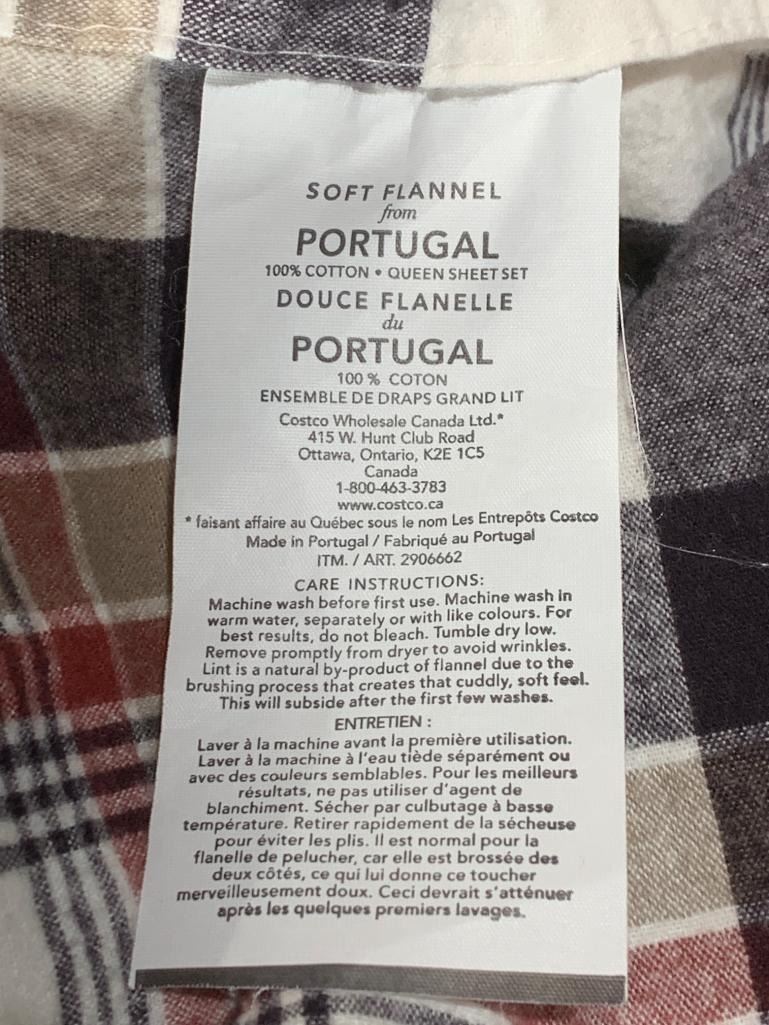 SOFT FLANNEL
from
PORTUGAL
100% COTTON • QUEEN SHEET SET
DOUCE FLANELLE
du
PORTUGAL
100 % COTON
ENSEMBLE DE DRAPS GRAND LIT
Costco Wholesale Canada Ltd.*
415 W. Hunt Club Road
Ottawa, Ontario, K2E 1C5
Canada
1-800-463-3783
www.costco.ca
* faisant affaire au Québec sous le nom Les Entrepôts Costco
Made in Portugal / Fabriqué au Portugal
ITM. / ART. 2906662
CARE INSTRUCTIONS:
Machine wash before first use. Machine wash in
warm water, separately or with like colours. For
best results, do not bleach. Tumble dry low.
Remove promptly from dryer to avoid wrinkles.
Lint is a natural by-product of flannel due to the
brushing process that creates that cuddly, soft feel.
This will subside after the first few washes.
ENTRETIEN :
Laver à la machine avant la première utilisation.
Laver à la machine à l'eau tiède séparément ou
avec des couleurs semblables. Pour les meilleurs
résultats, ne pas utiliser d'agent de
blanchiment. Sécher par culbutage à basse
température. Retirer rapidement de la sécheuse
pour éviter les plis. Il est normal pour la
flanelle de pelucher, car elle est brossée des
deux côtés, ce qui lui donne ce toucher
merveilleusement doux. Ceci devrait s'atténuer
après les quelques premiers lavages.